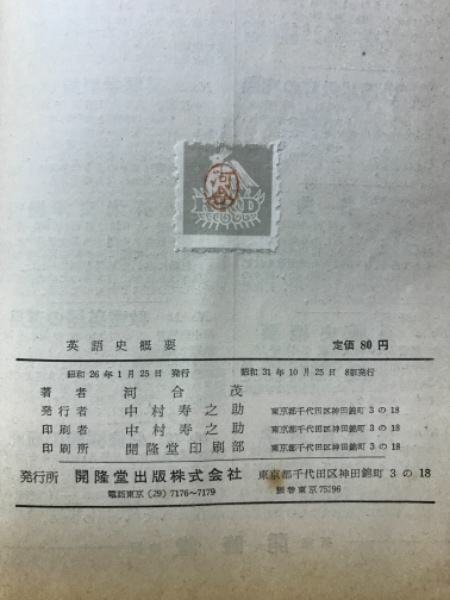 河合
英語史概要
定価 80 円
昭和 26 年 1 月 25 日 発行 昭和 31 年 10 月 25 日 8版発行
著者 河合茂
発行者 中村寿之助 東京都千代田区神田錦町 3 の 18
印刷者 中村寿之助 東京都千代田区神田錦町 3 の 18
印刷所 開隆堂印刷部 東京都千代田区神田錦町 3 の 18
発行所 開隆堂出版株式会社 東京都千代田区神田錦町 3 の 18
電話東京 (29) 7176〜7179 振替東京